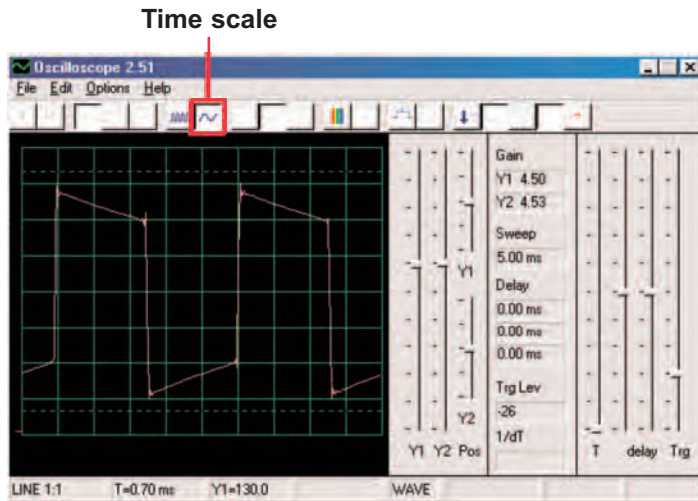 Time scale
Oscilloscope 2.51
File Edit Options Help
Gain
Y1 4.50
Y2 4.53
Sweep
5.00 ms
Delay
0.00 ms
0.00 ms
0.00 ms
Trg Lev
-26
1/dT
Y1
Y2
Y1 Y2 Pos
T delay Trg
LINE 1:1 T=0.70 ms Y1=130.0 WAVE